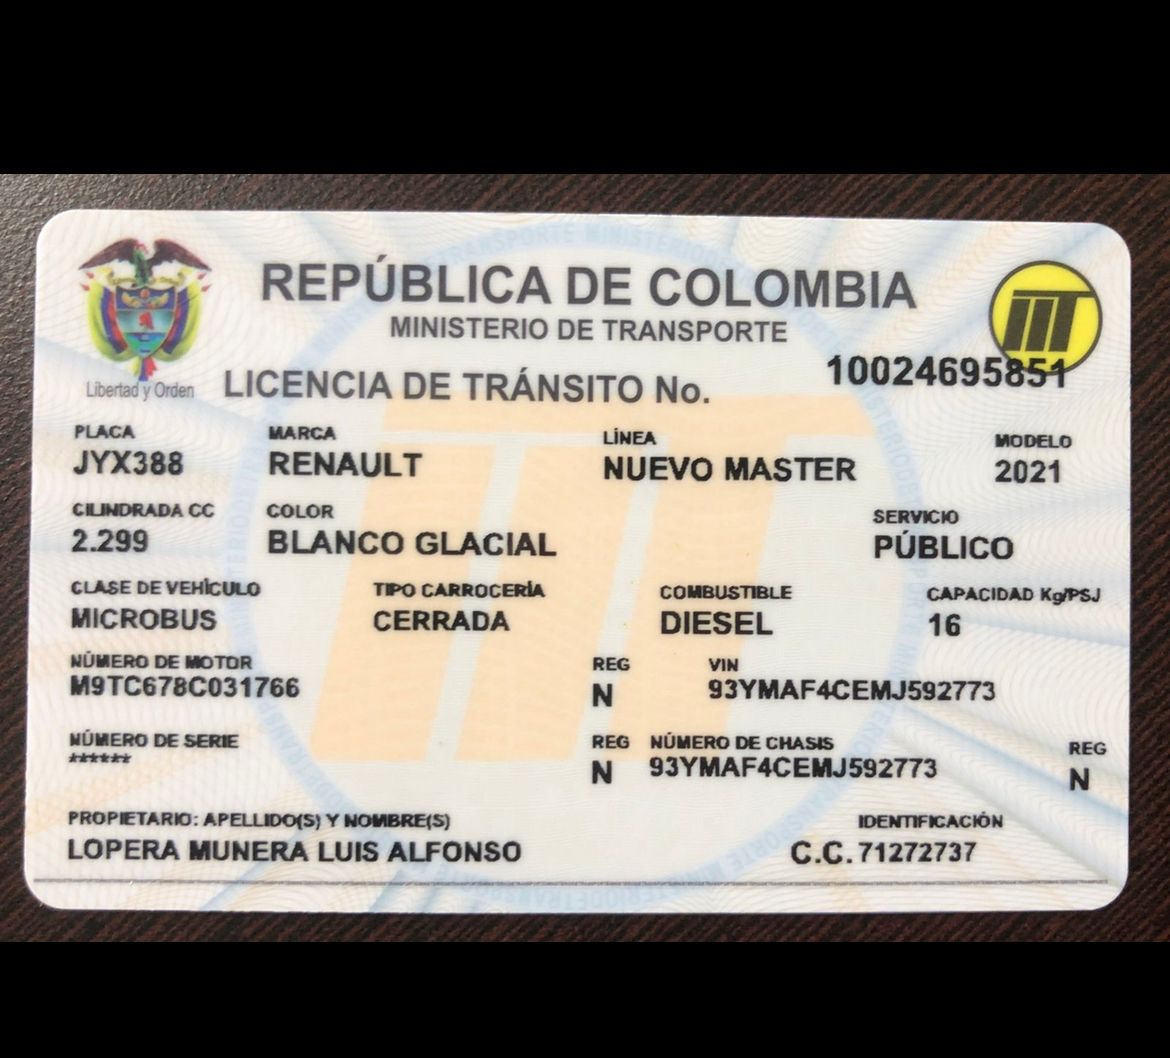 REPÚBLICA DE COLOMBIA
MINISTERIO DE TRANSPORTE
Libertad y Orden
LICENCIA DE TRÁNSITO No. 10024695851
PLACA MARCA LÍNEA MODELO
JYX388 RENAULT NUEVO MASTER 2021
CILINDRADA CC COLOR SERVICIO
2.299 BLANCO GLACIAL PÚBLICO
CLASE DE VEHÍCULO TIPO CARROCERÍA COMBUSTIBLE CAPACIDAD Kg/PSJ
MICROBUS CERRADA DIESEL 16
NÚMERO DE MOTOR REG VIN
M9TC678C031766 N 93YMAF4CEMJ592773
NÚMERO DE SERIE REG NÚMERO DE CHASIS REG
****** N 93YMAF4CEMJ592773 N
PROPIETARIO: APELLIDO(S) Y NOMBRE(S) IDENTIFICACIÓN
LOPERA MUNERA LUIS ALFONSO C.C. 71272737